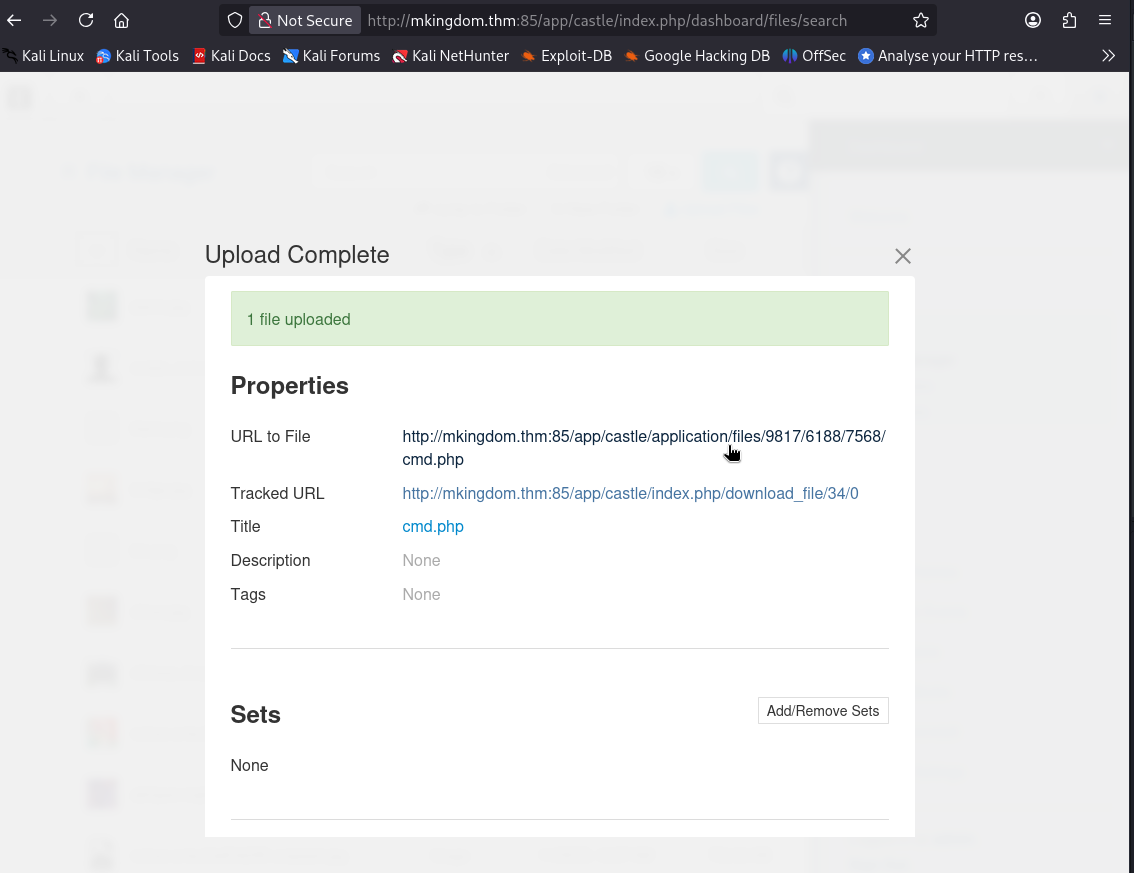 Not Secure http://mkingdom.thm:85/app/castle/index.php/dashboard/files/search
Kali Linux Kali Tools Kali Docs Kali Forums Kali NetHunter Exploit-DB Google Hacking DB OffSec Analyse your HTTP res…
Upload Complete
1 file uploaded
Properties
URL to File http://mkingdom.thm:85/app/castle/application/files/9817/6188/7568/
cmd.php
Tracked URL http://mkingdom.thm:85/app/castle/index.php/download_file/34/0
Title cmd.php
Description None
Tags None
Sets Add/Remove Sets
None